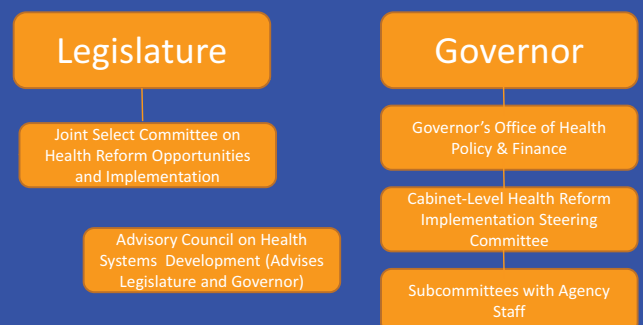 Legislature
Joint Select Committee on
Health Reform Opportunities
and Implementation
Advisory Council on Health
Systems Development (Advises
Legislature and Governor)
Governor
Governor's Office of Health
Policy & Finance
Cabinet-Level Health Reform
Implementation Steering
Committee
Subcommittees with Agency
Staff